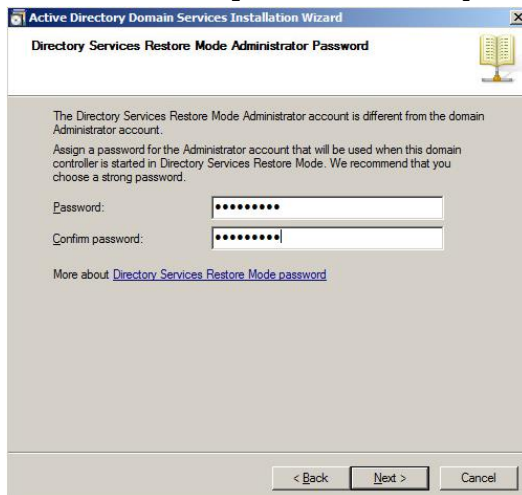 Active Directory Domain Services Installation Wizard
Directory Services Restore Mode Administrator Password
The Directory Services Restore Mode Administrator account is different from the domain
Administrator account.
Assign a password for the Administrator account that will be used when this domain
controller is started in Directory Services Restore Mode. We recommend that you
choose a strong password.
Password: •••••••••
Confirm password: •••••••••
More about Directory Services Restore Mode password
< Back Next > Cancel